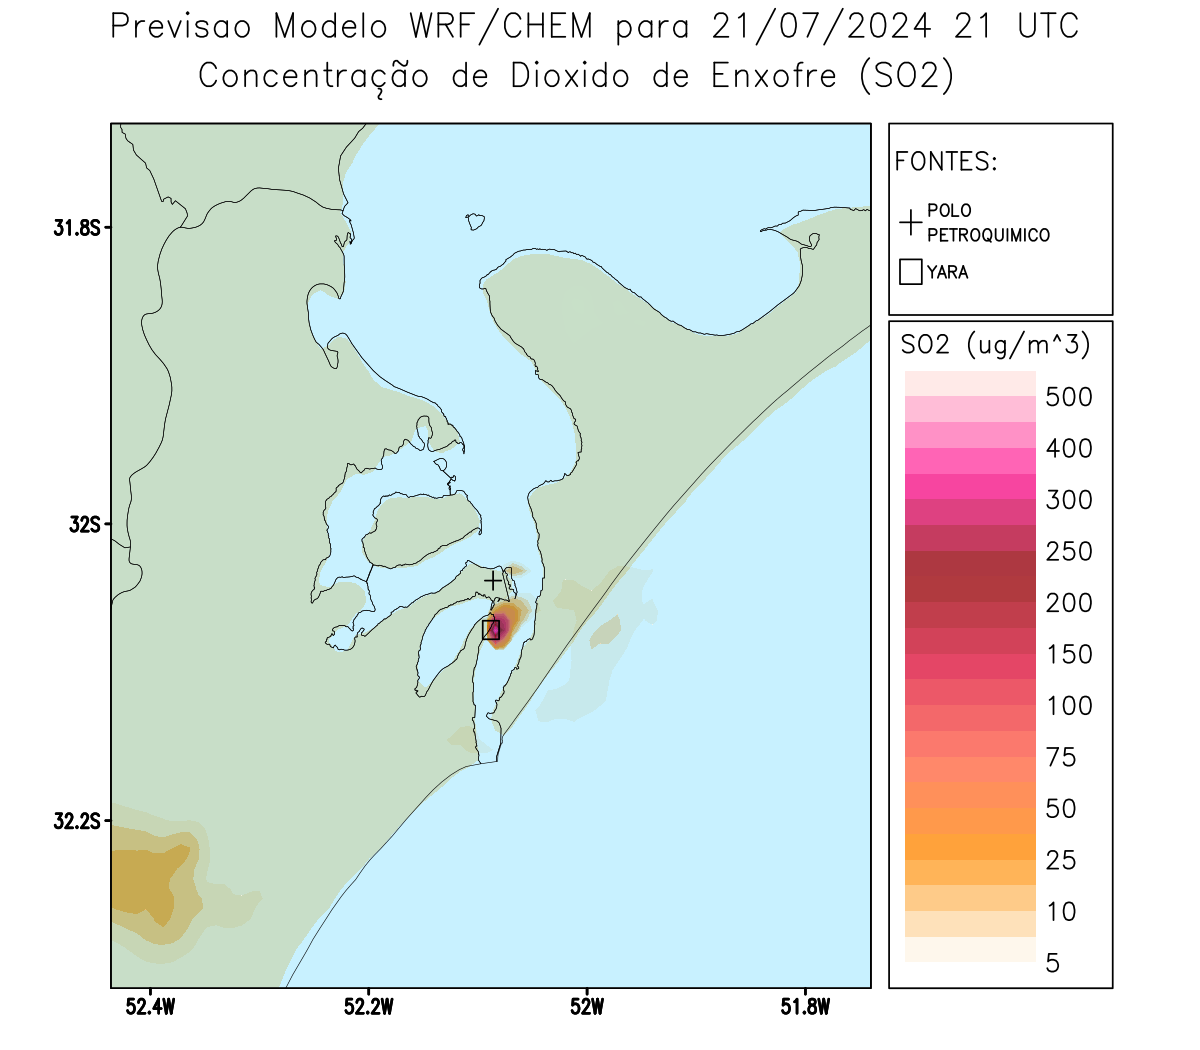 Previsao Modelo WRF/CHEM para 21/07/2024 21 UTC
Concentração de Dioxido de Enxofre (SO2)
FONTES:
POLO
PETROQUIMICO
YARA
SO2 (ug/m^3)
500
400
300
250
200
150
100
75
50
25
10
5
31.8S
32S
32.2S
52.4W
52.2W
52W
51.8W